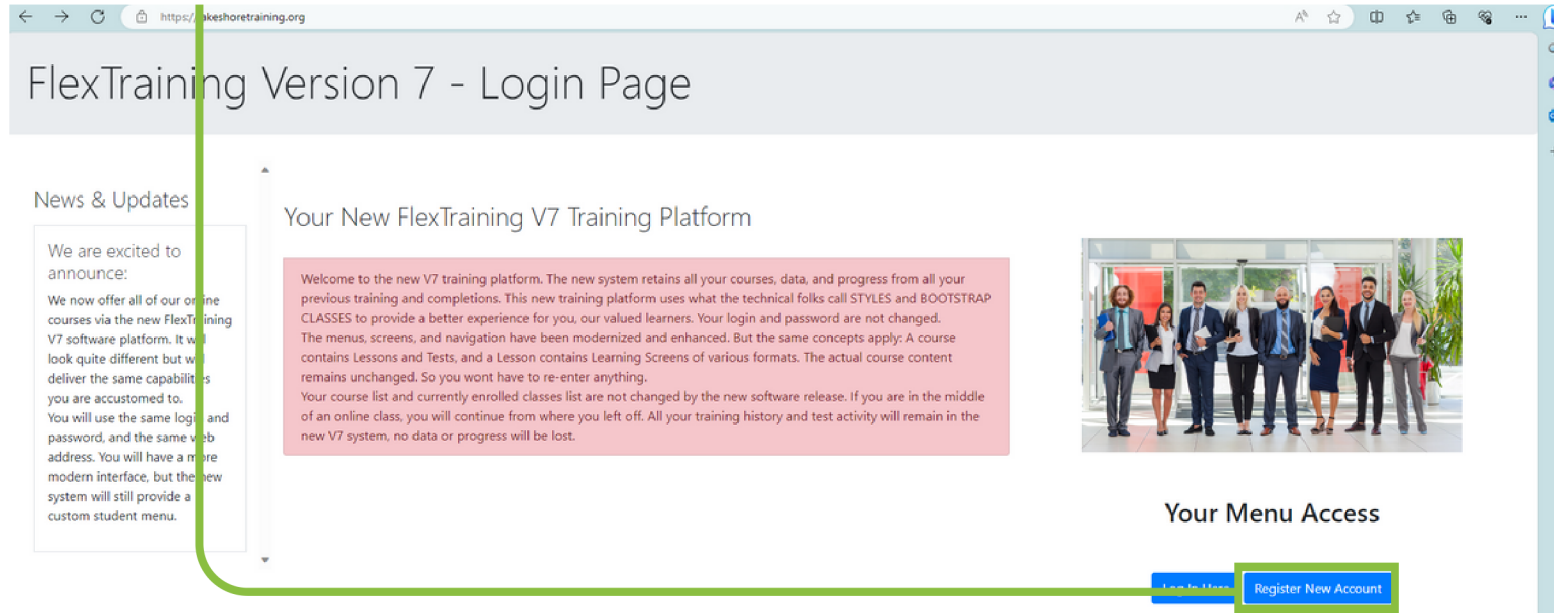 https://lakeshoretraining.org
FlexTraining Version 7 - Login Page
News & Updates
We are excited to
announce:
We now offer all of our online
courses via the new FlexTraining
V7 software platform. It will
look quite different but will
deliver the same capabilities
you are accustomed to.
You will use the same login and
password, and the same web
address. You will have a more
modern interface, but the new
system will still provide a
custom student menu.
Your New FlexTraining V7 Training Platform
Welcome to the new V7 training platform. The new system retains all your courses, data, and progress from all your
previous training and completions. This new training platform uses what the technical folks call STYLES and BOOTSTRAP
CLASSES to provide a better experience for you, our valued learners. Your login and password are not changed.
The menus, screens, and navigation have been modernized and enhanced. But the same concepts apply: A course
contains Lessons and Tests, and a Lesson contains Learning Screens of various formats. The actual course content
remains unchanged. So you wont have to re-enter anything.
Your course list and currently enrolled classes list are not changed by the new software release. If you are in the middle
of an online class, you will continue from where you left off. All your training history and test activity will remain in the
new V7 system, no data or progress will be lost.
Your Menu Access
Log In Here
Register New Account